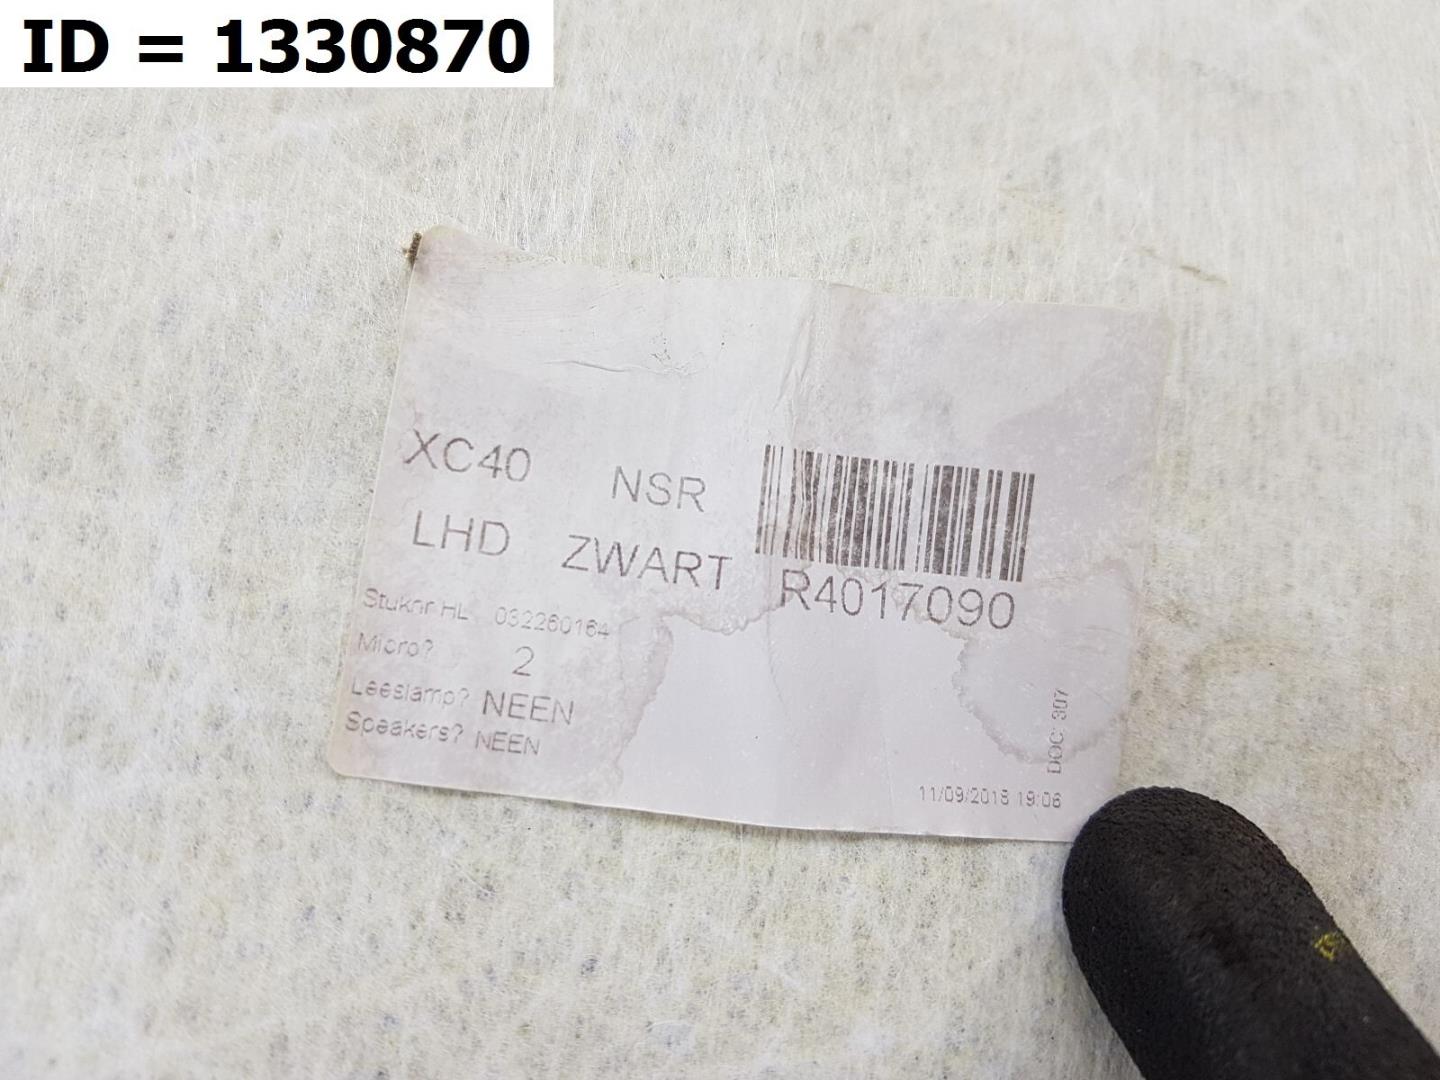 ID = 1330870
XC40 NSR
LHD ZWART R4017090
Stuknr HL 032260164
Micro? 2
Leeslamp? NEEN
Speakers? NEEN
DOC 307
11/09/2018 19:06